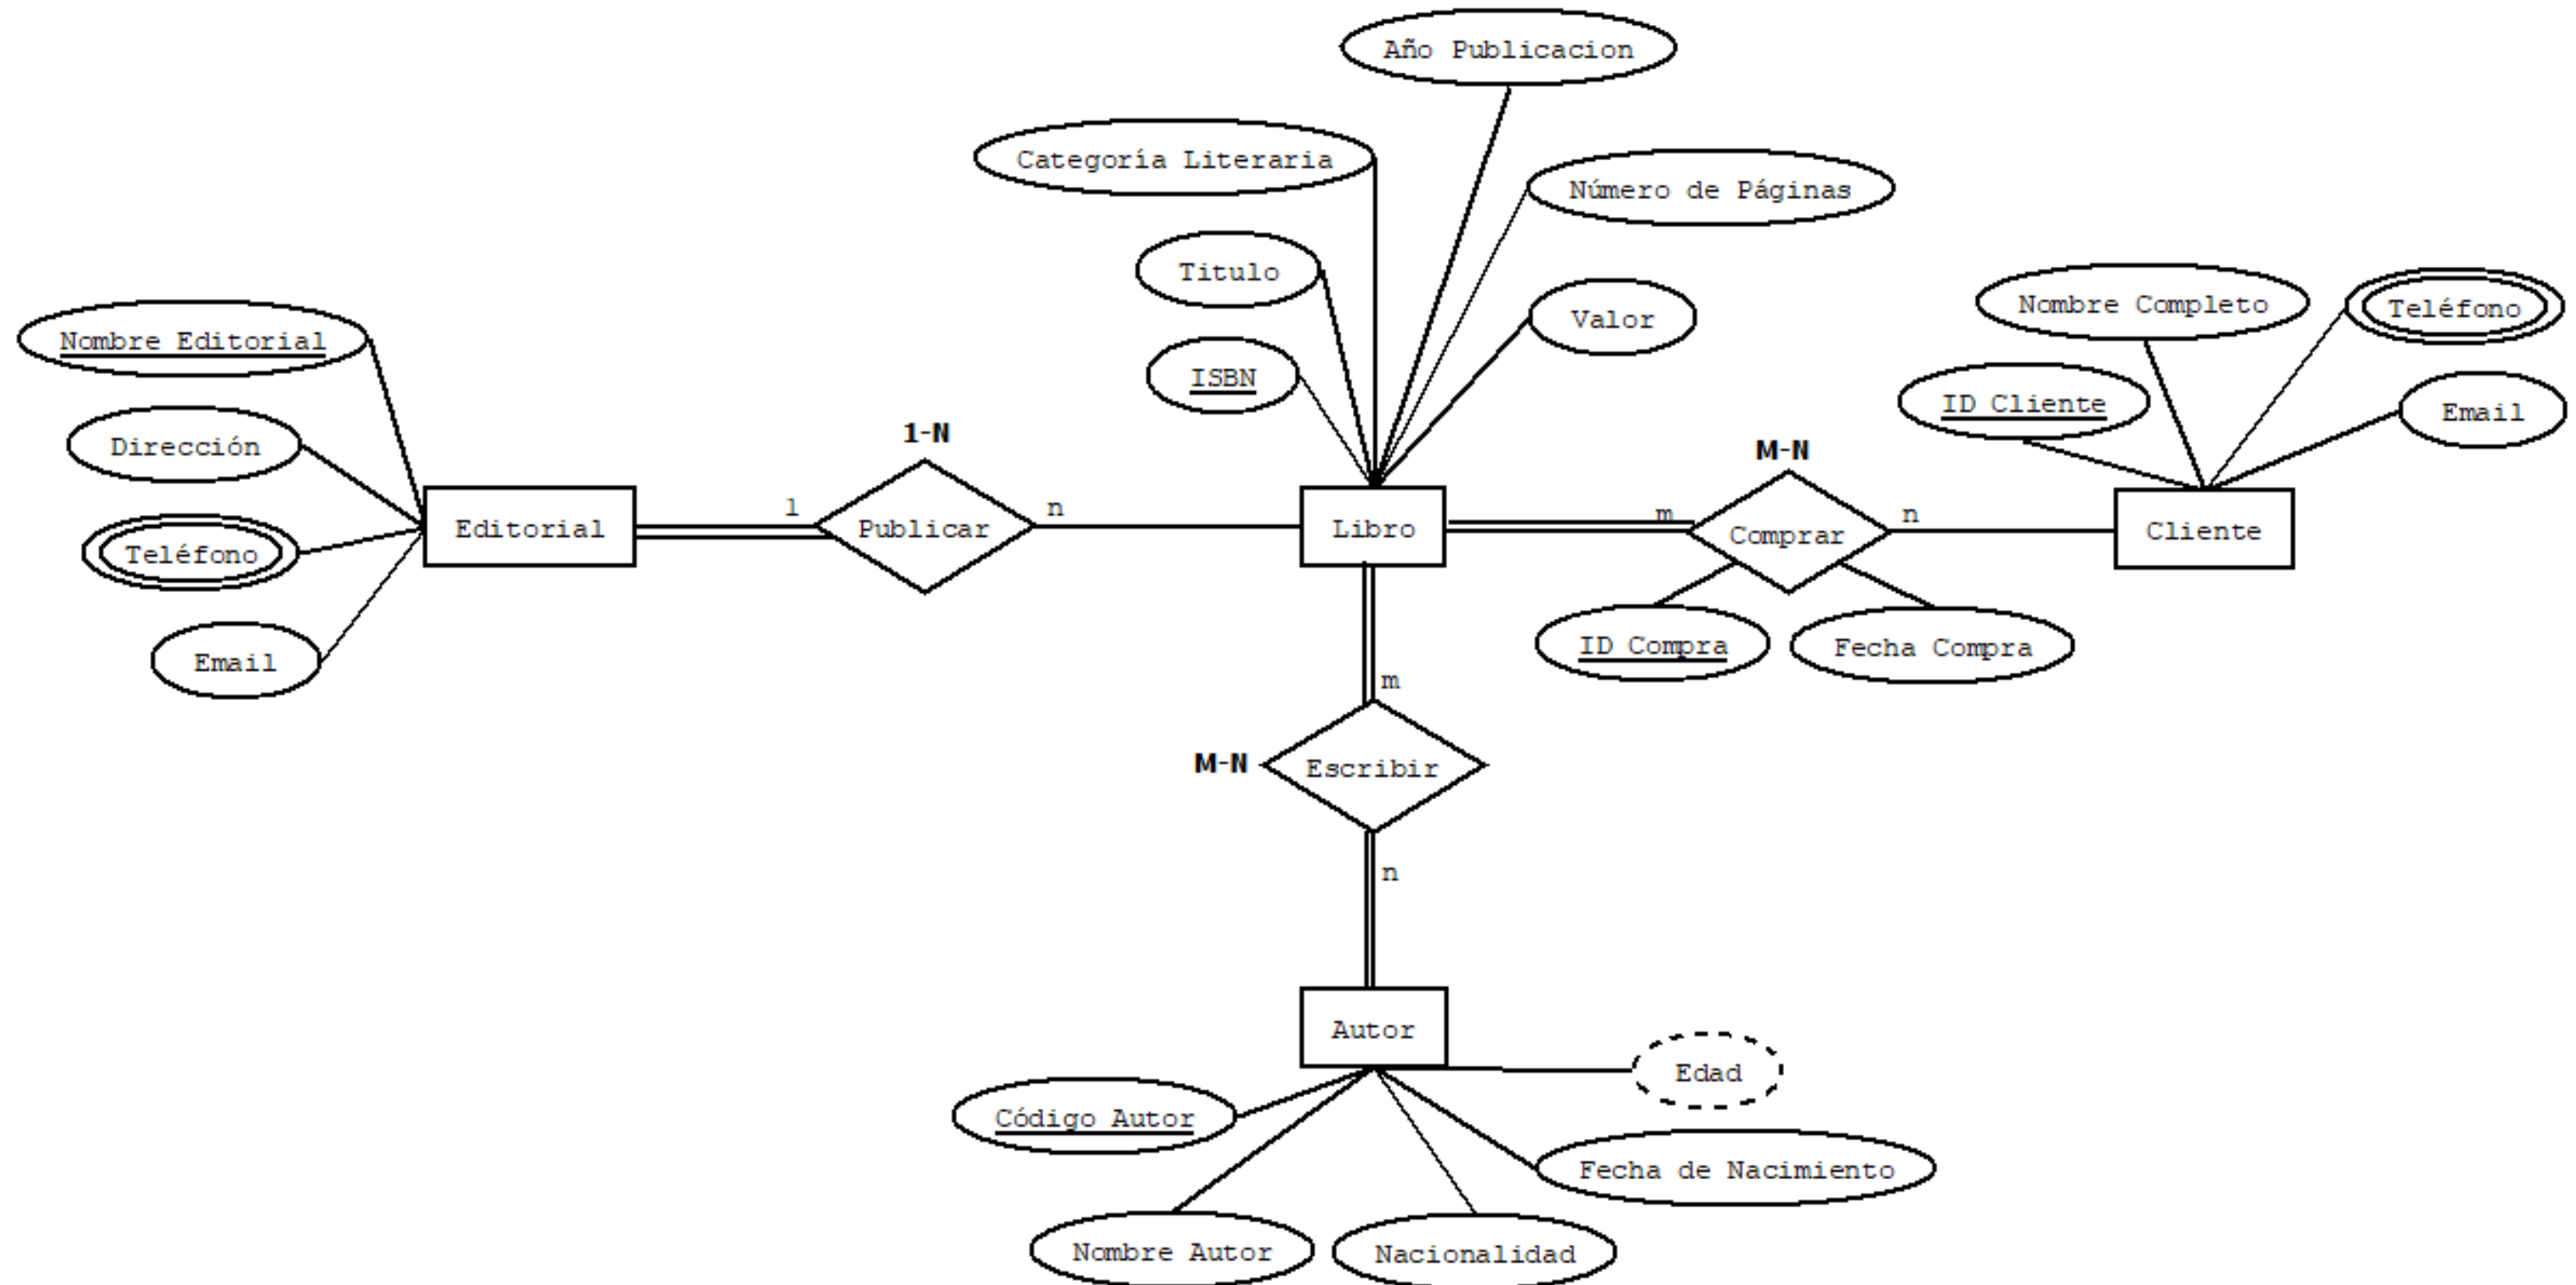 Año Publicacion
Categoría Literaria
Número de Páginas
Titulo
Valor
ISBN
Nombre Completo
Teléfono
ID Cliente
Email
Nombre Editorial
Dirección
Teléfono
Email
Editorial
1
1-N
Publicar
n
Libro
m
M-N
Comprar
n
Cliente
ID Compra
Fecha Compra
m
M-N
Escribir
n
Autor
Edad
Código Autor
Fecha de Nacimiento
Nombre Autor
Nacionalidad